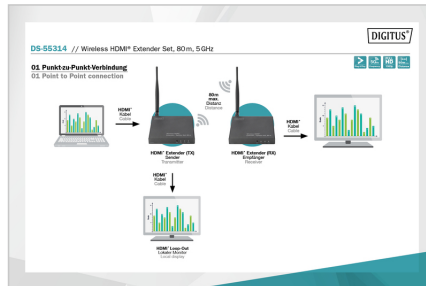 DIGITUS®
DS-55314 // Wireless HDMI® Extender Set, 80m, 5GHz
01 Punkt-zu-Punkt-Verbindung
01 Point to Point connection
HDMI®
Kabel
Cable
80m
max.
Distanz
Distance
HDMI®
Kabel
Cable
HDMI® Extender (TX)
Sender
Transmitter
HDMI® Extender (RX)
Empfänger
Receiver
HDMI®
Kabel
Cable
HDMI® Loop-Out
Lokaler Monitor
Local display